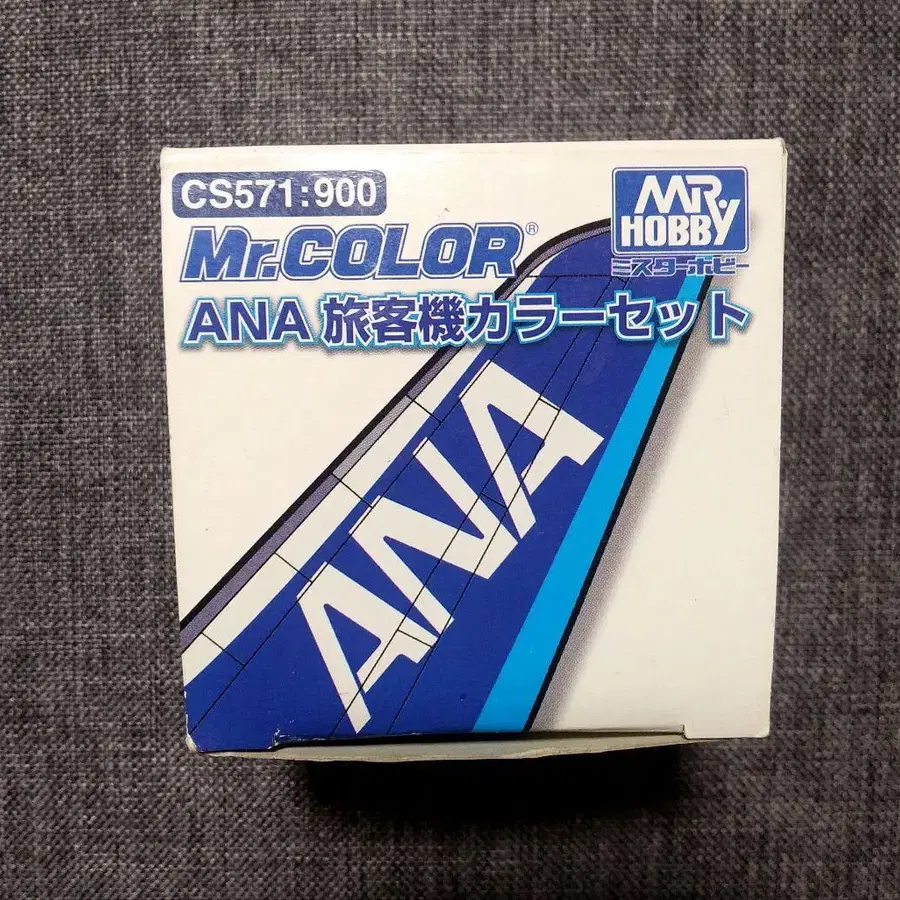 CS571:900
MR.
HOBBY
ミスターホビー
Mr.COLOR®
ANA 旅客機カラーセット
ANA